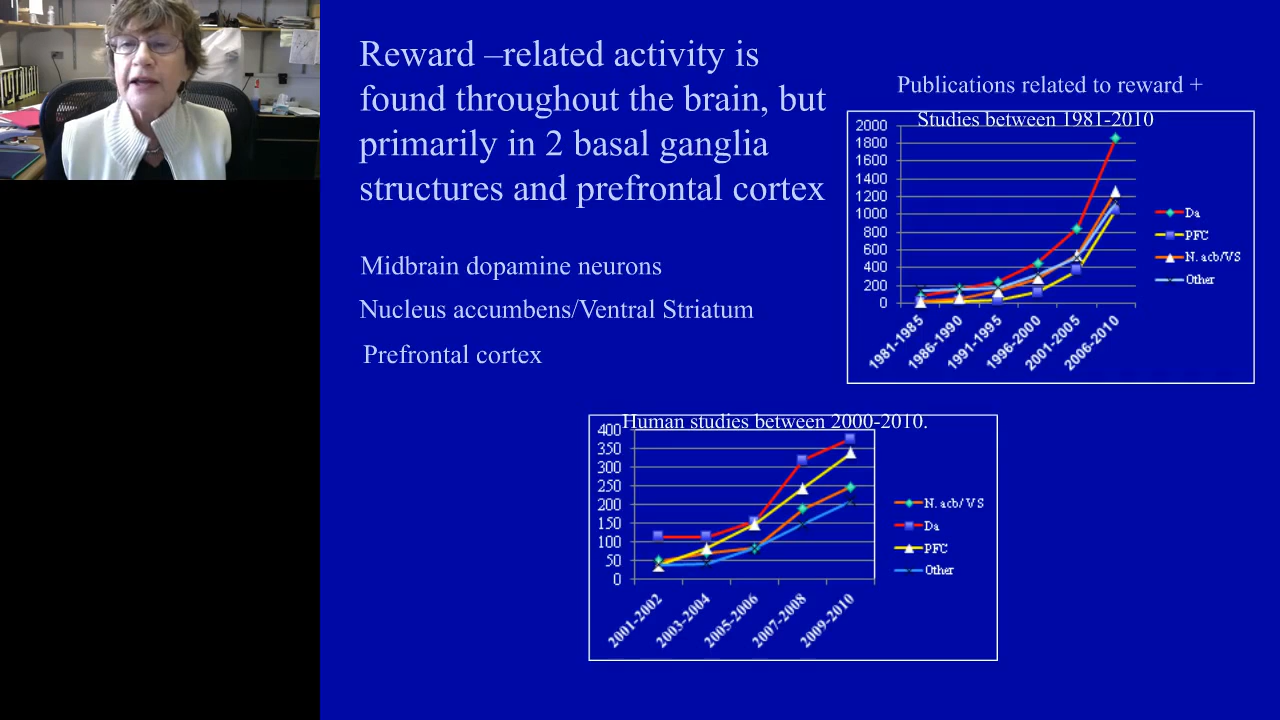 Reward –related activity is
found throughout the brain, but
primarily in 2 basal ganglia
structures and prefrontal cortex
Midbrain dopamine neurons
Nucleus accumbens/Ventral Striatum
Prefrontal cortex
Publications related to reward +
Studies between 1981-2010
2000
1800
1600
1400
1200
1000
800
600
400
200
0
1981-1985
1986-1990
1991-1995
1996-2000
2001-2005
2006-2010
Da
PFC
N. acb/VS
Other
Human studies between 2000-2010.
400
350
300
250
200
150
100
50
0
2001-2002
2003-2004
2005-2006
2007-2008
2009-2010
N. acb/ VS
Da
PFC
Other